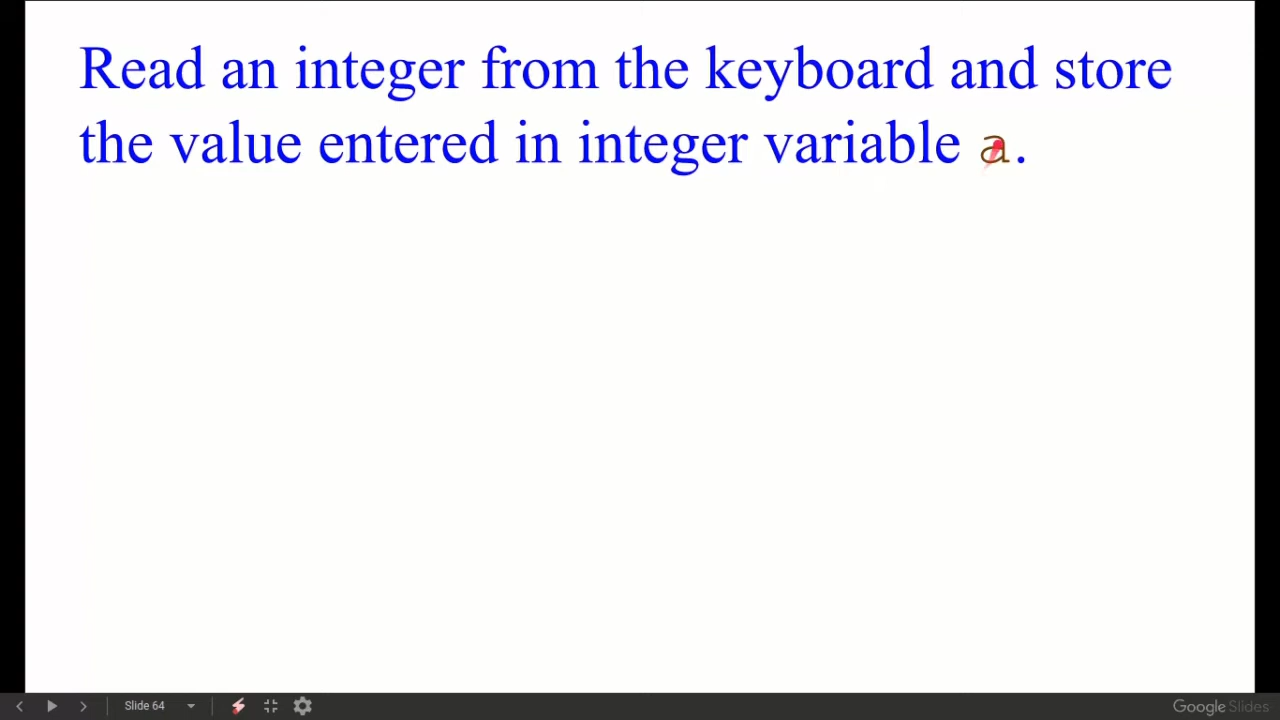 Read an integer from the keyboard and store
the value entered in integer variable a.
Slide 64
Google Slides